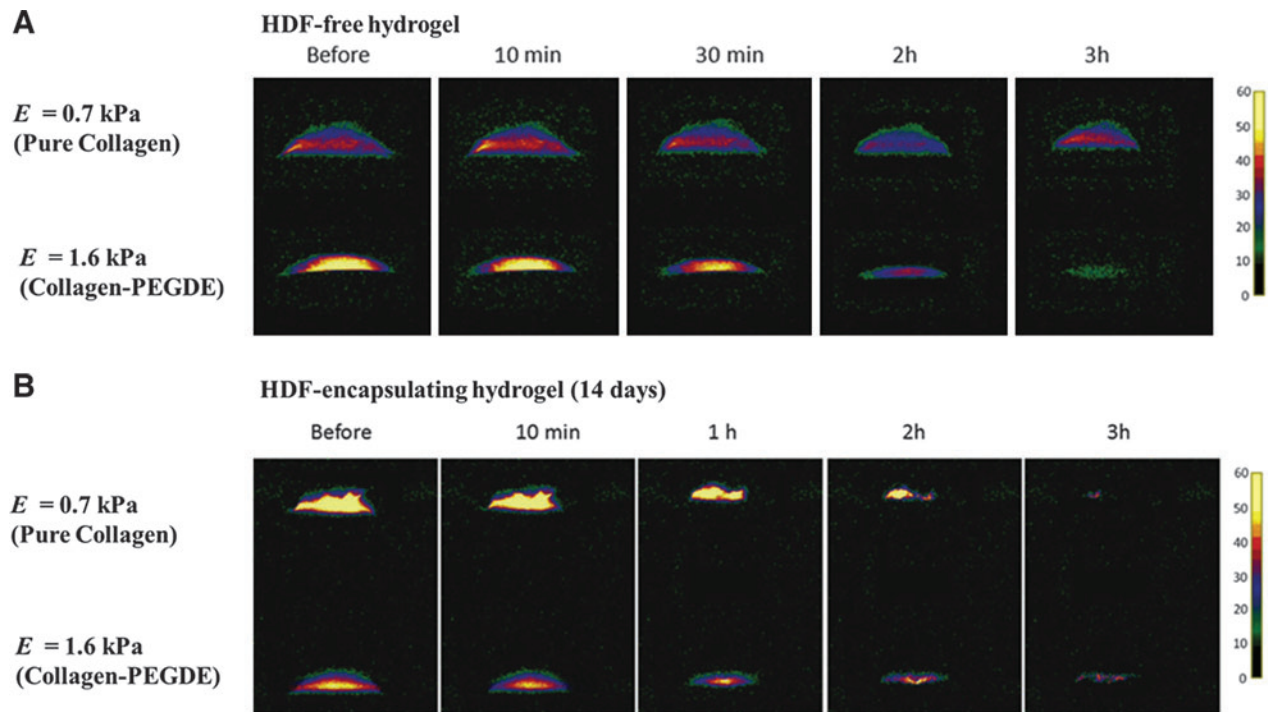 A
HDF-free hydrogel
Before 10 min 30 min 2h 3h
E = 0.7 kPa
(Pure Collagen)
E = 1.6 kPa
(Collagen-PEGDE)
60
50
40
30
20
10
0
B
HDF-encapsulating hydrogel (14 days)
Before 10 min 1 h 2h 3h
E = 0.7 kPa
(Pure Collagen)
E = 1.6 kPa
(Collagen-PEGDE)
60
50
40
30
20
10
0